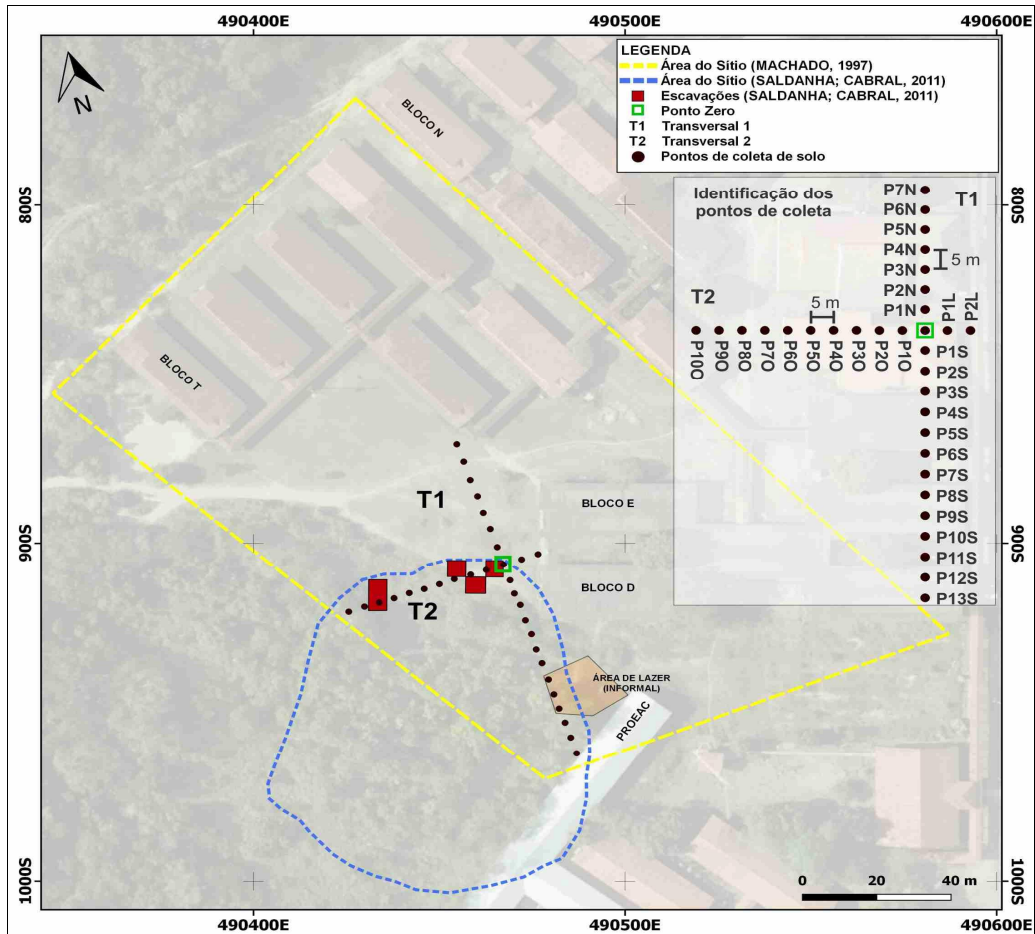 490400E
490500E
490600E
LEGENDA
Área do Sítio (MACHADO, 1997)
Área do Sítio (SALDANHA; CABRAL, 2011)
Escavações (SALDANHA; CABRAL, 2011)
Ponto Zero
T1 Transversal 1
T2 Transversal 2
Pontos de coleta de solo
N
BLOCO N
800S
800S
Identificação dos
pontos de coleta
T1
P7N
P6N
P5N
P4N
P3N
P2N
P1N
5 m
T2
5 m
P1L
P2L
P10O
P9O
P8O
P7O
P6O
P5O
P4O
P3O
P2O
P1O
P1S
P2S
P3S
P4S
P5S
P6S
P7S
P8S
P9S
P10S
P11S
P12S
P13S
BLOCO T
T1
BLOCO E
900S
900S
BLOCO D
T2
ÁREA DE LAZER
(INFORMAL)
PROEAC
1000S
1000S
0 20 40 m
490400E
490500E
490600E